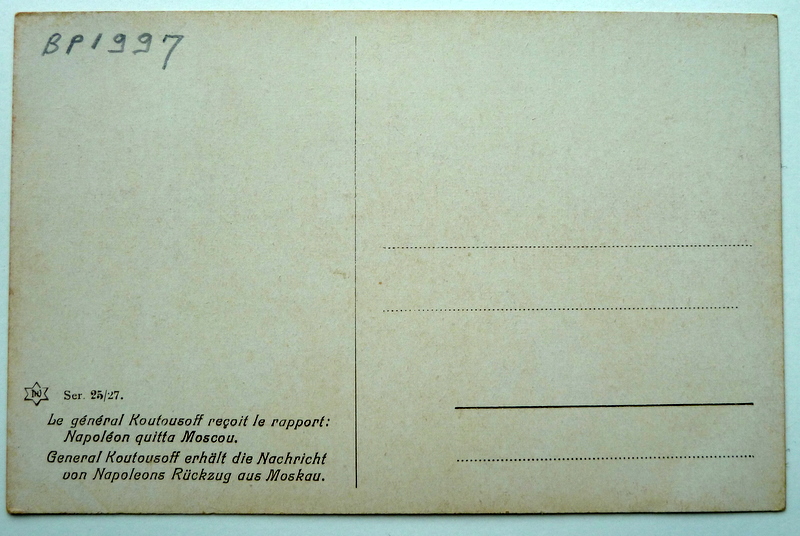 BP1997
Ser. 25/27.
Le général Koutousoff reçoit le rapport:
Napoléon quitta Moscou.
General Koutousoff erhält die Nachricht
von Napoleons Rückzug aus Moskau.